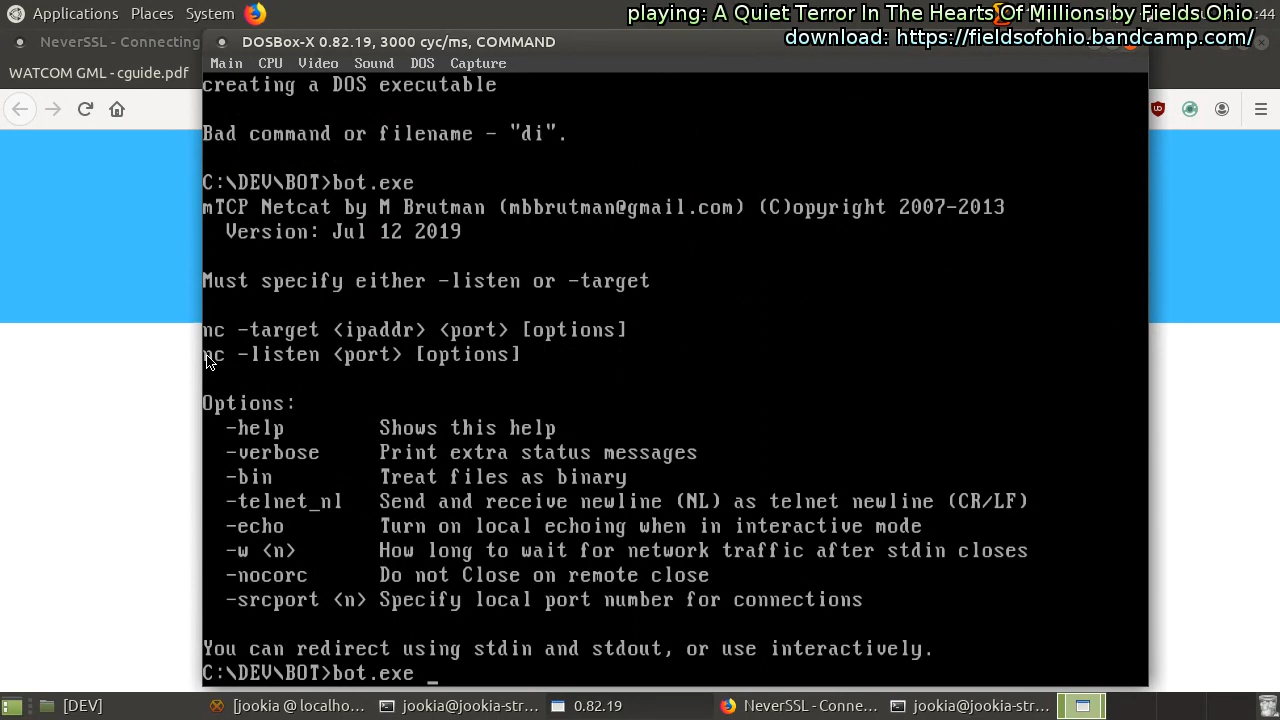 Applications Places System
playing: A Quiet Terror In The Hearts Of Millions by Fields Ohio
:44
download: https://fieldsofohio.bandcamp.com/
NeverSSL - Connecting
DOSBox-X 0.82.19, 3000 cyc/ms, COMMAND
WATCOM GML - cguide.pdf
Main CPU Video Sound DOS Capture
creating a DOS executable
Bad command or filename - "di".
C:\DEV\BOT>bot.exe
mTCP Netcat by M Brutman (mbbrutman@gmail.com) (C)opyright 2007-2013
Version: Jul 12 2019
Must specify either -listen or -target
nc -target <ipaddr> <port> [options]
nc -listen <port> [options]
Options:
-help Shows this help
-verbose Print extra status messages
-bin Treat files as binary
-telnet_nl Send and receive newline (NL) as telnet newline (CR/LF)
-echo Turn on local echoing when in interactive mode
-w <n> How long to wait for network traffic after stdin closes
-nocorc Do not Close on remote close
-srcport <n> Specify local port number for connections
You can redirect using stdin and stdout, or use interactively.
C:\DEV\BOT>bot.exe _
[DEV] [jookia @ localho... jookia@jookia-str... 0.82.19 NeverSSL - Conne... jookia@jookia-str...